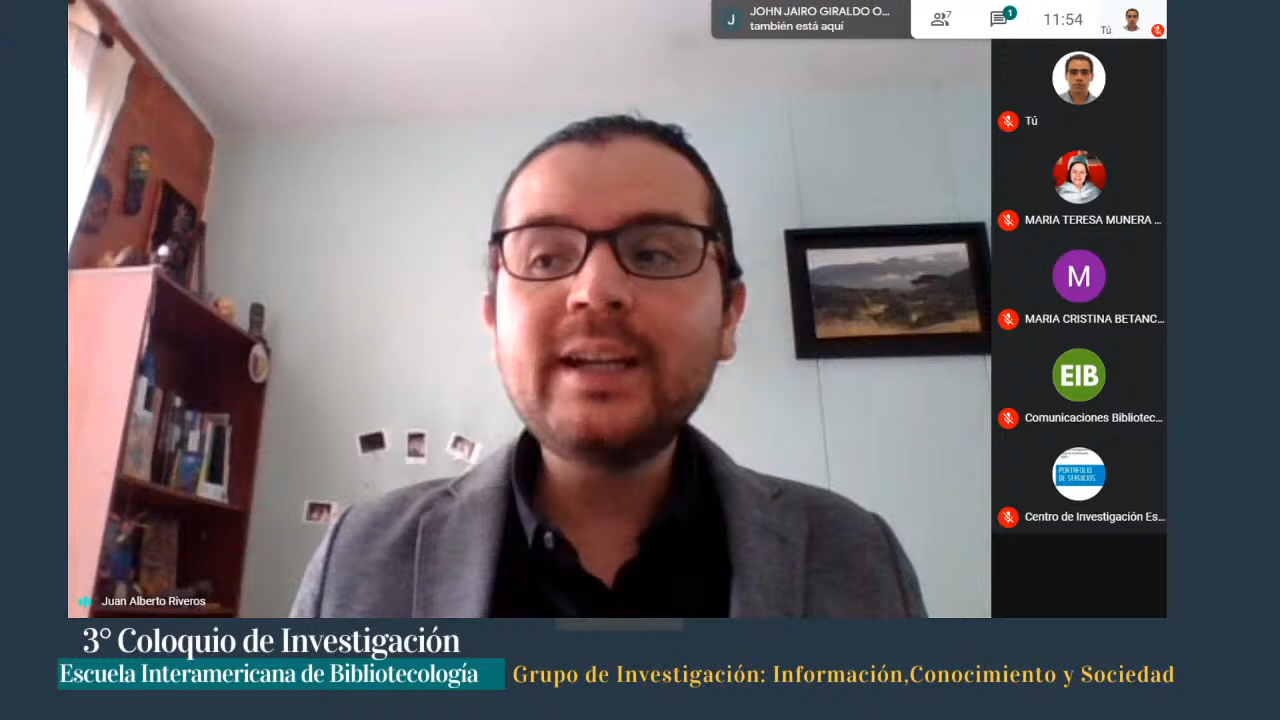 JOHN JAIRO GIRALDO O...
también está aquí
J
7
1
11:54
Tú
Tú
MARIA TERESA MUNERA ...
M
MARIA CRISTINA BETANC...
EIB
Comunicaciones Bibliotec...
PORTAFOLIO
DE SERVICIOS
Centro de Investigación Es...
Juan Alberto Riveros
3° Coloquio de Investigación
Escuela Interamericana de Bibliotecología
Grupo de Investigación: Información,Conocimiento y Sociedad